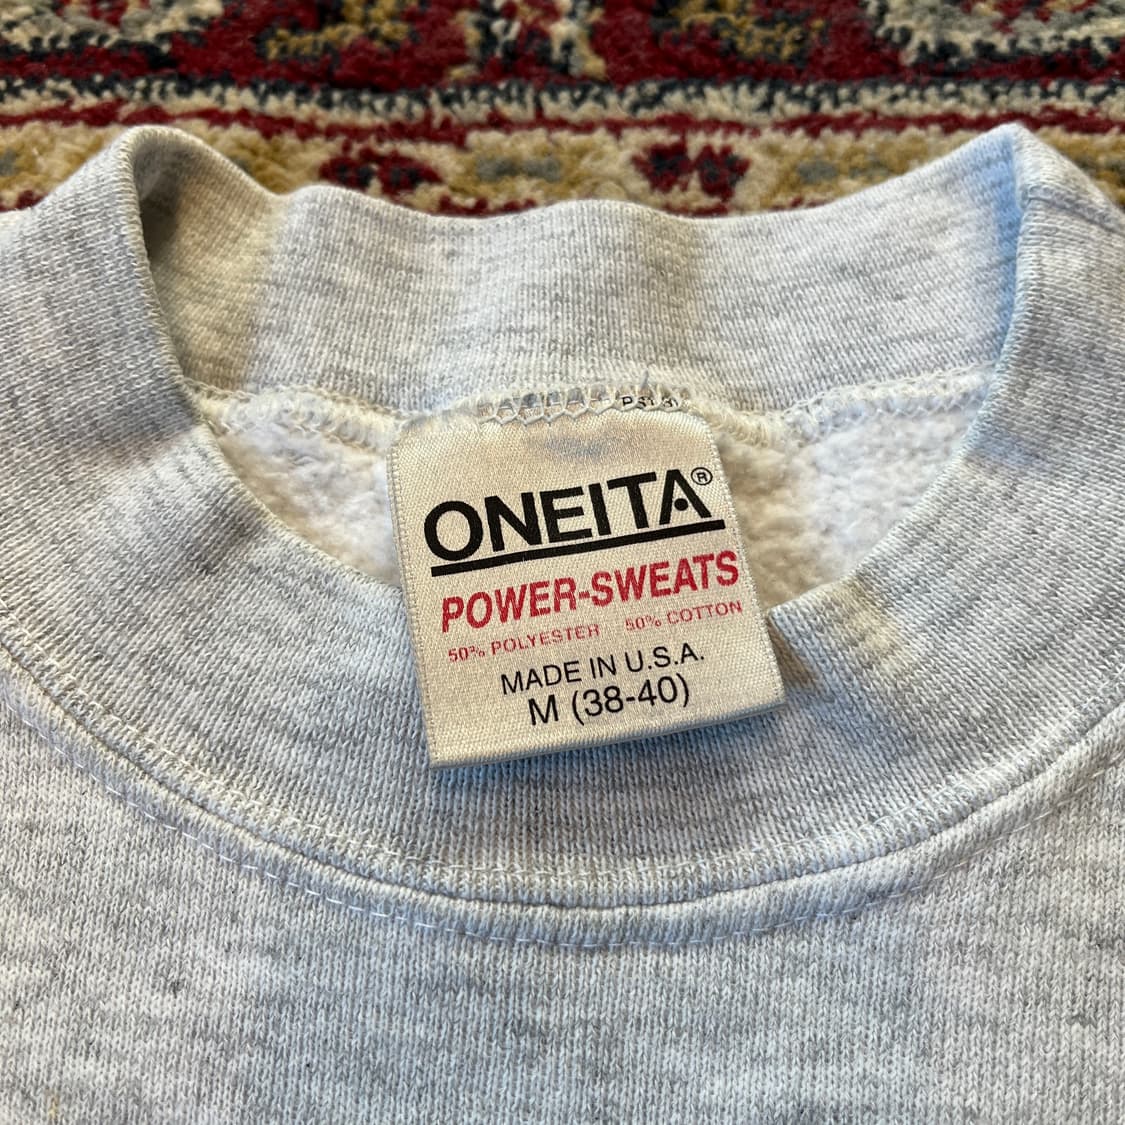 ONEITA®
POWER-SWEATS
50% POLYESTER 50% COTTON
MADE IN U.S.A.
M (38-40)